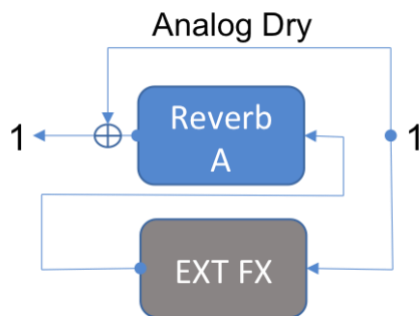 Analog Dry
1
Reverb
A
1
EXT FX